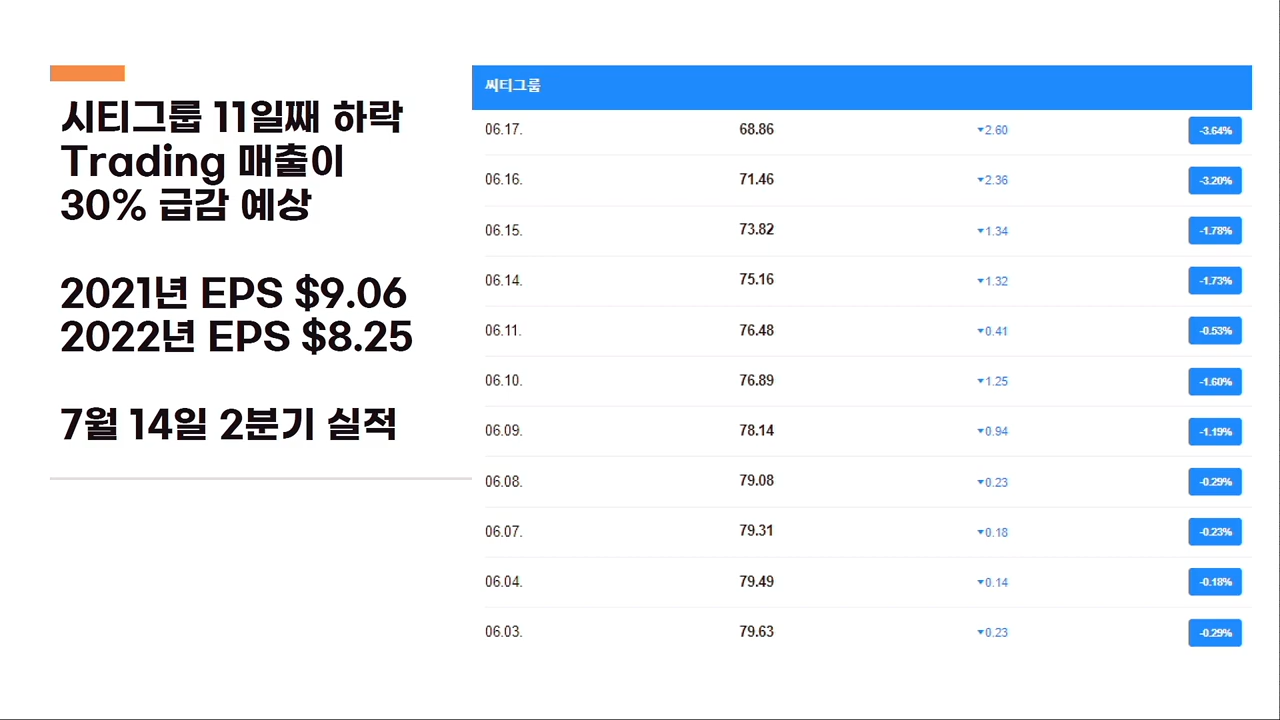 시티그룹 11일째 하락
Trading 매출이
30% 급감 예상
2021년 EPS $9.06
2022년 EPS $8.25
7월 14일 2분기 실적
씨티그룹
06.17. 68.86 ▼2.60 -3.64%
06.16. 71.46 ▼2.36 -3.20%
06.15. 73.82 ▼1.34 -1.78%
06.14. 75.16 ▼1.32 -1.73%
06.11. 76.48 ▼0.41 -0.53%
06.10. 76.89 ▼1.25 -1.60%
06.09. 78.14 ▼0.94 -1.19%
06.08. 79.08 ▼0.23 -0.29%
06.07. 79.31 ▼0.18 -0.23%
06.04. 79.49 ▼0.14 -0.18%
06.03. 79.63 ▼0.23 -0.29%